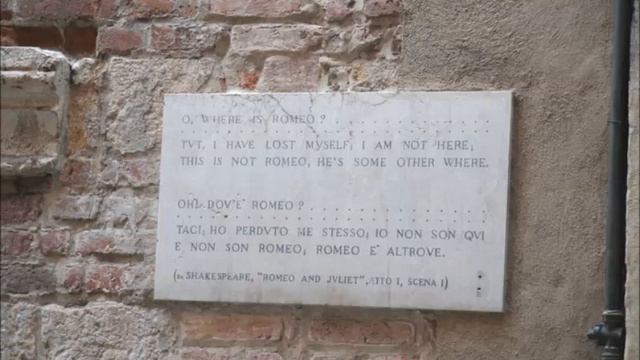 O, WHERE IS ROMEO? . . . . . . . . . . . . . . . .
. . . . . . . . . . . . . . . . . . . . . . . . . . . . . .
TVT, I HAVE LOST MYSELF; I AM NOT HERE;
THIS IS NOT ROMEO, HE'S SOME OTHER WHERE.
OH! DOV'E' ROMEO? . . . . . . . . . . . . . . . . . .
. . . . . . . . . . . . . . . . . . . . . . . . . . . . . .
TACI; HO PERDVTO ME STESSO; IO NON SON QVI
E NON SON ROMEO; ROMEO E' ALTROVE.
SHAKESPEARE, "ROMEO AND JVLIET", ATTO I, SCENA I)